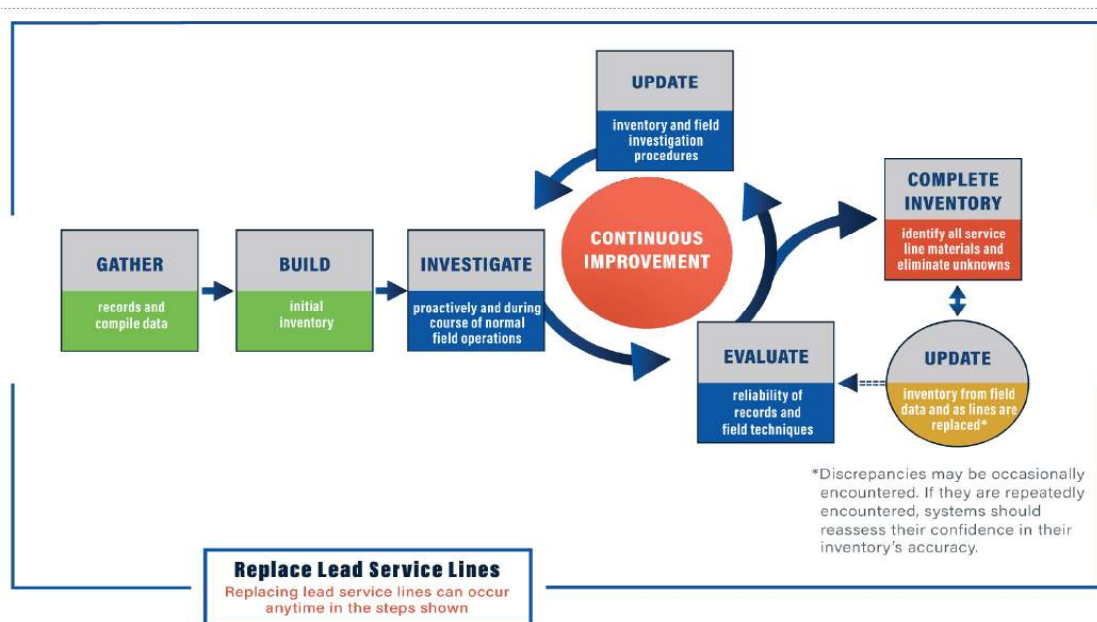 UPDATE
inventory and field
investigation
procedures
COMPLETE
INVENTORY
identify all service
line materials and
eliminate unknowns
CONTINUOUS
IMPROVEMENT
GATHER
records and
compile data
BUILD
initial
inventory
INVESTIGATE
proactively and during
course of normal
field operations
EVALUATE
reliability of
records and
field techniques
UPDATE
inventory from field
data and as lines are
replaced*
*Discrepancies may be occasionally
encountered. If they are repeatedly
encountered, systems should
reassess their confidence in their
inventory's accuracy.
Replace Lead Service Lines
Replacing lead service lines can occur
anytime in the steps shown